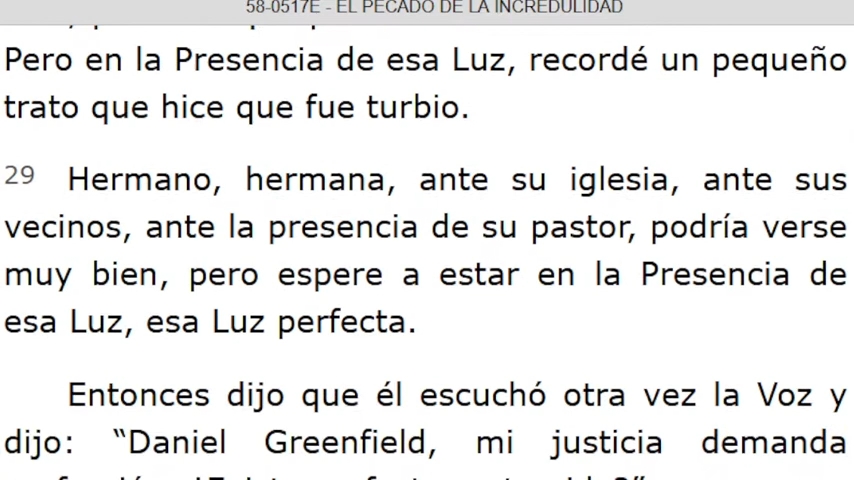 58-0517E - EL PECADO DE LA INCREDULIDAD
Pero en la Presencia de esa Luz, recordé un pequeño
trato que hice que fue turbio.
29 Hermano, hermana, ante su iglesia, ante sus
vecinos, ante la presencia de su pastor, podría verse
muy bien, pero espere a estar en la Presencia de
esa Luz, esa Luz perfecta.
Entonces dijo que él escuchó otra vez la Voz y
dijo: “Daniel Greenfield, mi justicia demanda